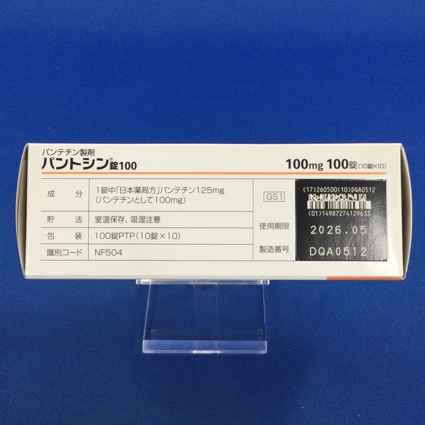 パンテチン製剤
パントシン®錠100
100mg 100錠(10錠×10)
成 分 1錠中「日本薬局方」パンテチン125mg
(パンテチンとして100mg)
貯 法 室温保存、吸湿注意
包 装 100錠PTP(10錠×10)
識別コード NF504
GS1
使用期限
製造番号
(17)260500(10)DQA0512
(01)14987274129633
2026.05
DQA0512